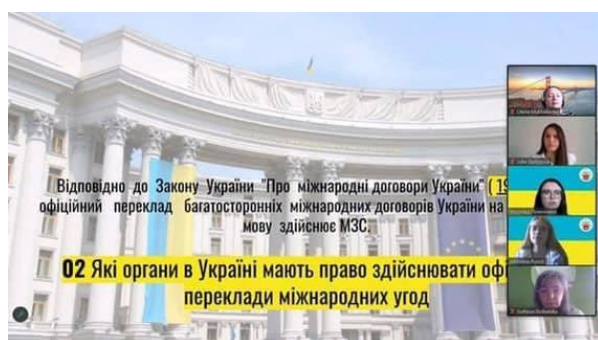 Відповідно до Закону України "Про міжнародні договори України" (
офіційний переклад багатосторонніх міжнародних договорів України на
мову здійснює МЗС.
02 Які органи в Україні мають право здійснювати
переклади міжнародних угод